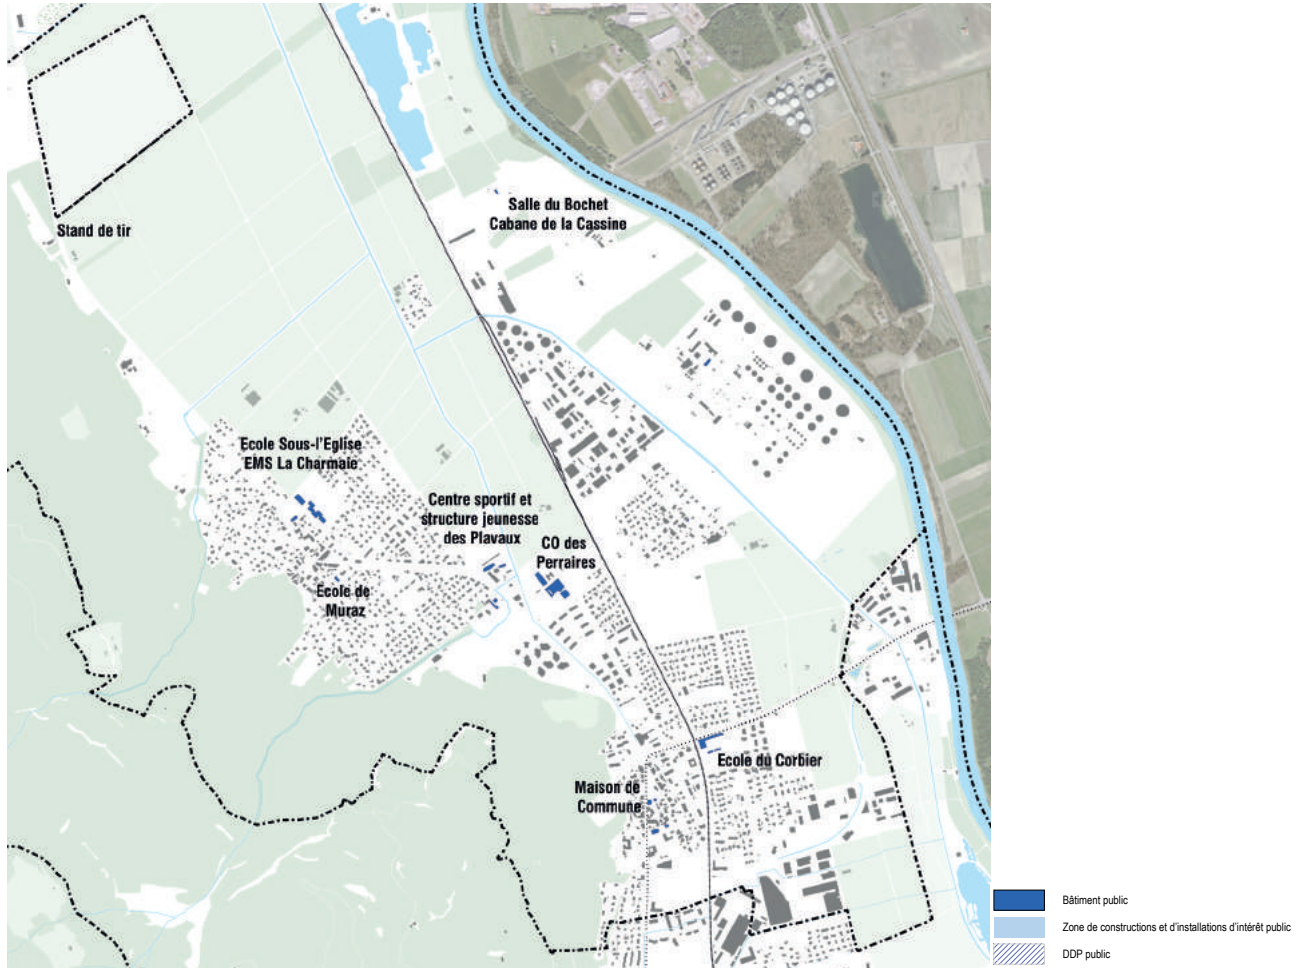 Salle du Bochet
Cabane de la Cassine
Stand de tir
Ecole Sous-l'Eglise
EMS La Charmaie
Centre sportif et
structure jeunesse
des Plavaux
CO des
Perraires
Ecole de
Muraz
Ecole du Corbier
Maison de
Commune
Bâtiment public
Zone de constructions et d'installations d'intérêt public
DDP public